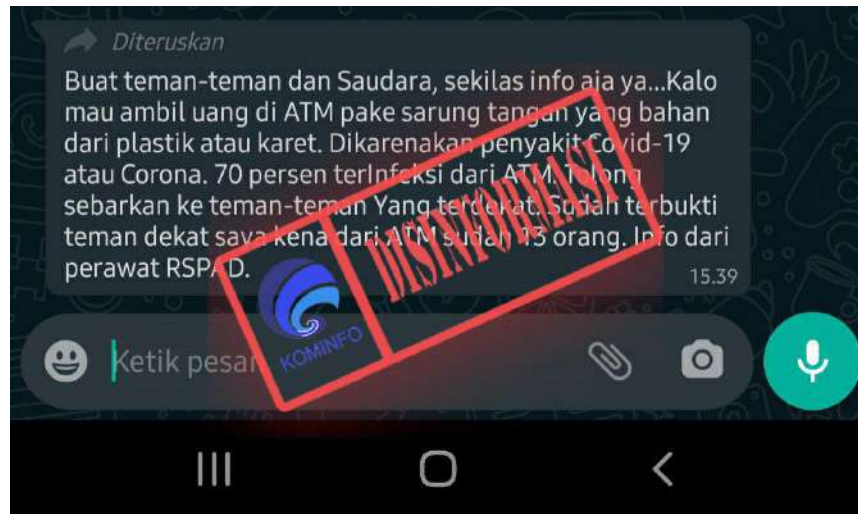 Diteruskan
Buat teman-teman dan Saudara, sekilas info aja ya...Kalo
mau ambil uang di ATM pake sarung tangan yang bahan
dari plastik atau karet. Dikarenakan penyakit Covid-19
atau Corona. 70 persen terInfeksi dari ATM. Tolong
sebarkan ke teman-teman Yang terdekat. Sudah terbukti
teman dekat saya kena dari ATM sudah 13 orang. Info dari
perawat RSPAD.
15.39
DISINFORMASI
KOMINFO
Ketik pesan